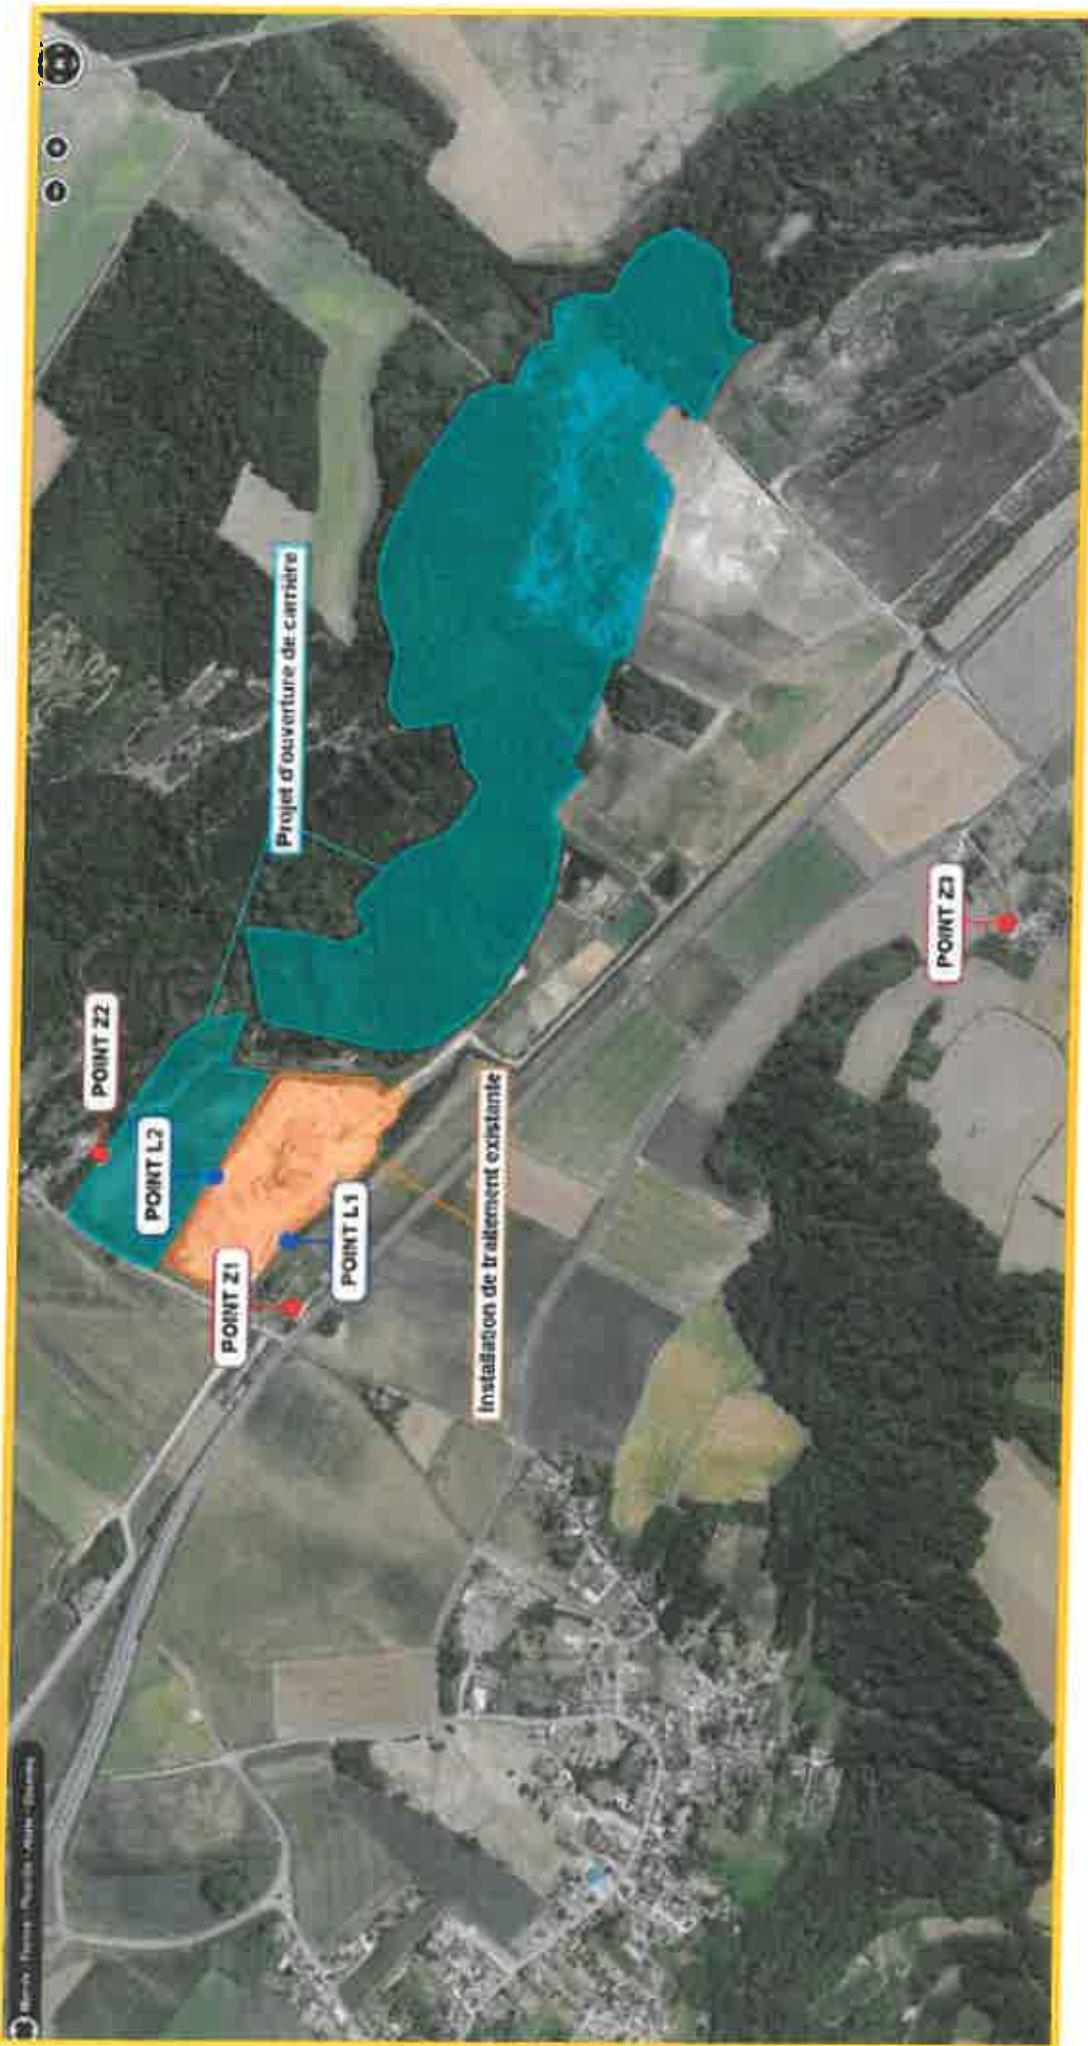 POINT Z2
POINT L2
Projet d'ouverture de carrière
POINT Z1
POINT L1
Installation de traitement existante
POINT Z3